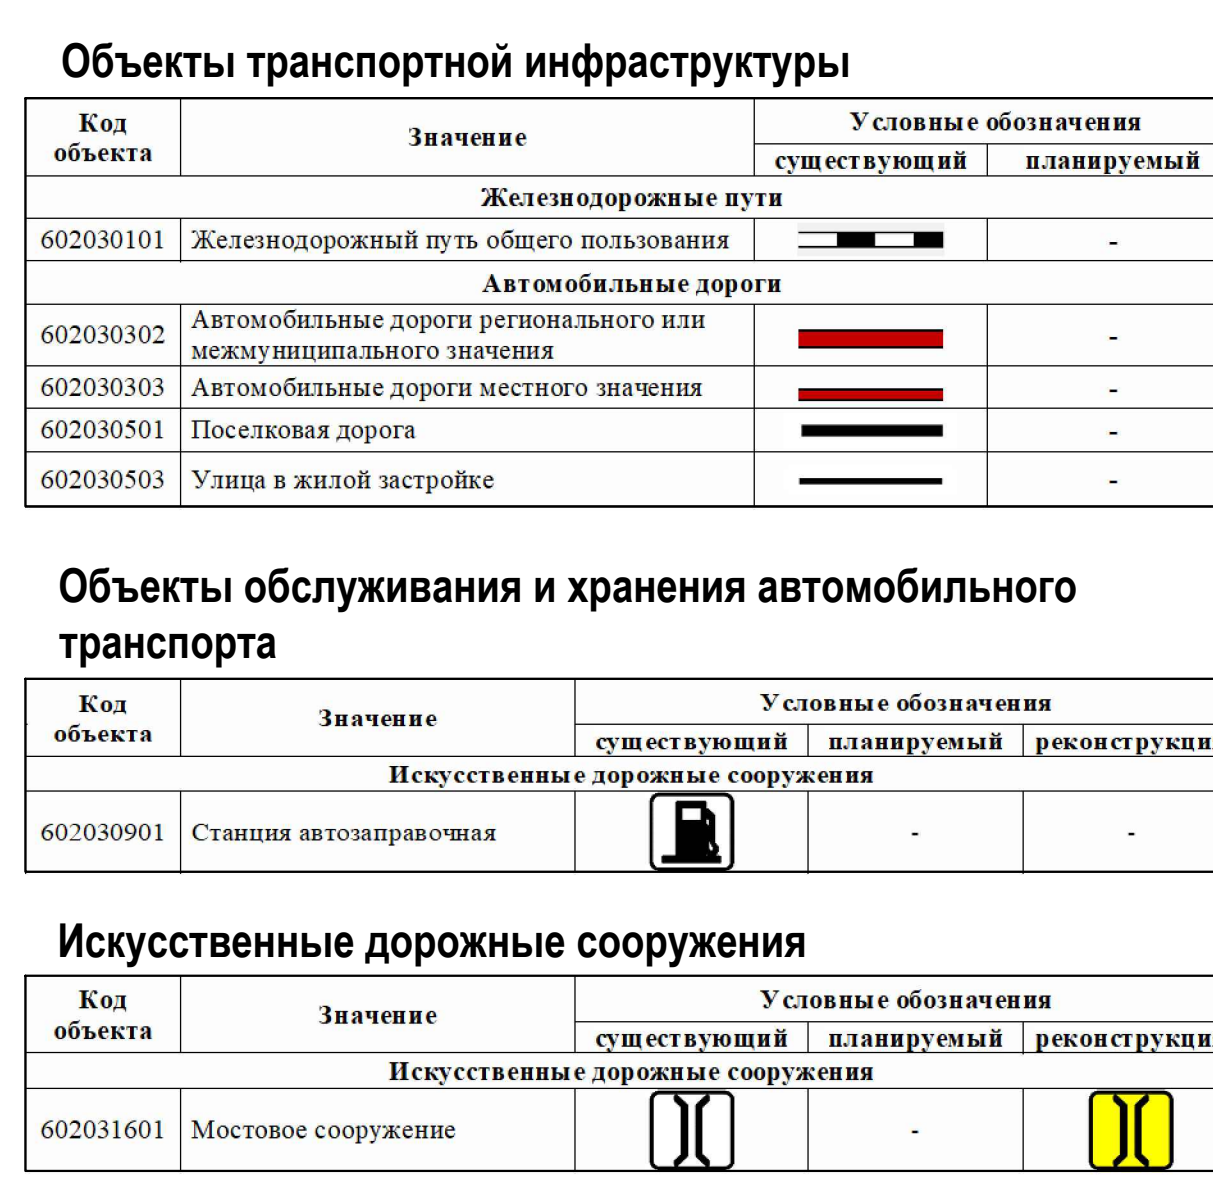 Объекты транспортной инфраструктуры
Код объекта
Значение
Условные обозначения
существующий
планируемый
Железнодорожные пути
602030101
Железнодорожный путь общего пользования
-
Автомобильные дороги
602030302
Автомобильные дороги регионального или
межмуниципального значения
-
602030303
Автомобильные дороги местного значения
-
602030501
Поселковая дорога
-
602030503
Улица в жилой застройке
-
Объекты обслуживания и хранения автомобильного
транспорта
Код объекта
Значение
Условные обозначения
существующий
планируемый
реконструкци
Искусственные дорожные сооружения
602030901
Станция автозаправочная
-
-
Искусственные дорожные сооружения
Код объекта
Значение
Условные обозначения
существующий
планируемый
реконструкци
Искусственные дорожные сооружения
602031601
Мостовое сооружение
-